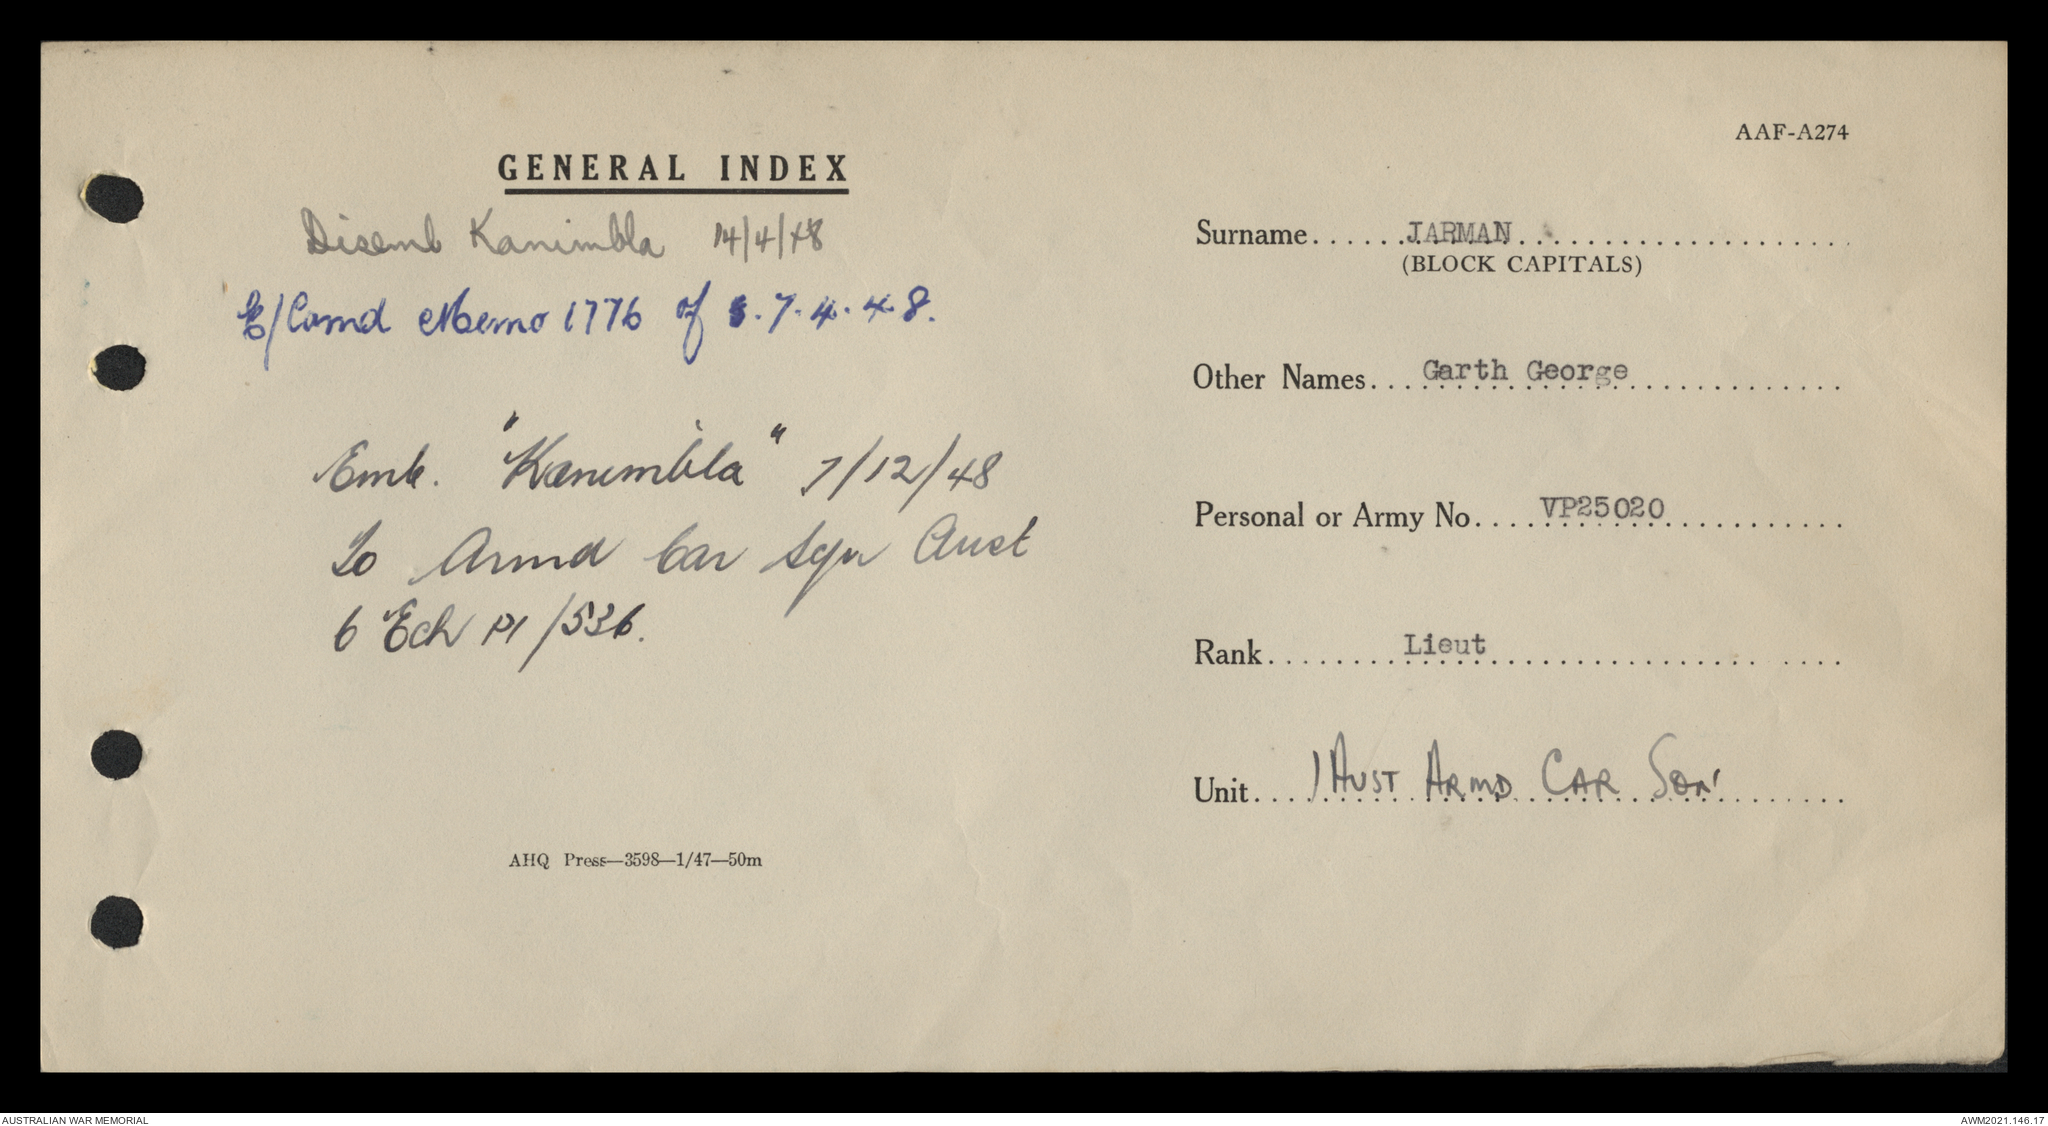 GENERAL INDEX
Disemb Kanimbla 14/4/48
E/Comd Memo 1776 of 7.4.48.
Emb. "Kanimbla" 7/12/48
To Armd Car Sqn Aust
6 Ech P1/536.
AHQ Press—3598—1/47—50m
AAF-A274
Surname JARMAN
(BLOCK CAPITALS)
Other Names Garth George
Personal or Army No. VP25020
Rank Lieut
Unit 1 AUST ARMD CAR SQN
AUSTRALIAN WAR MEMORIAL
AWM2021.146.17